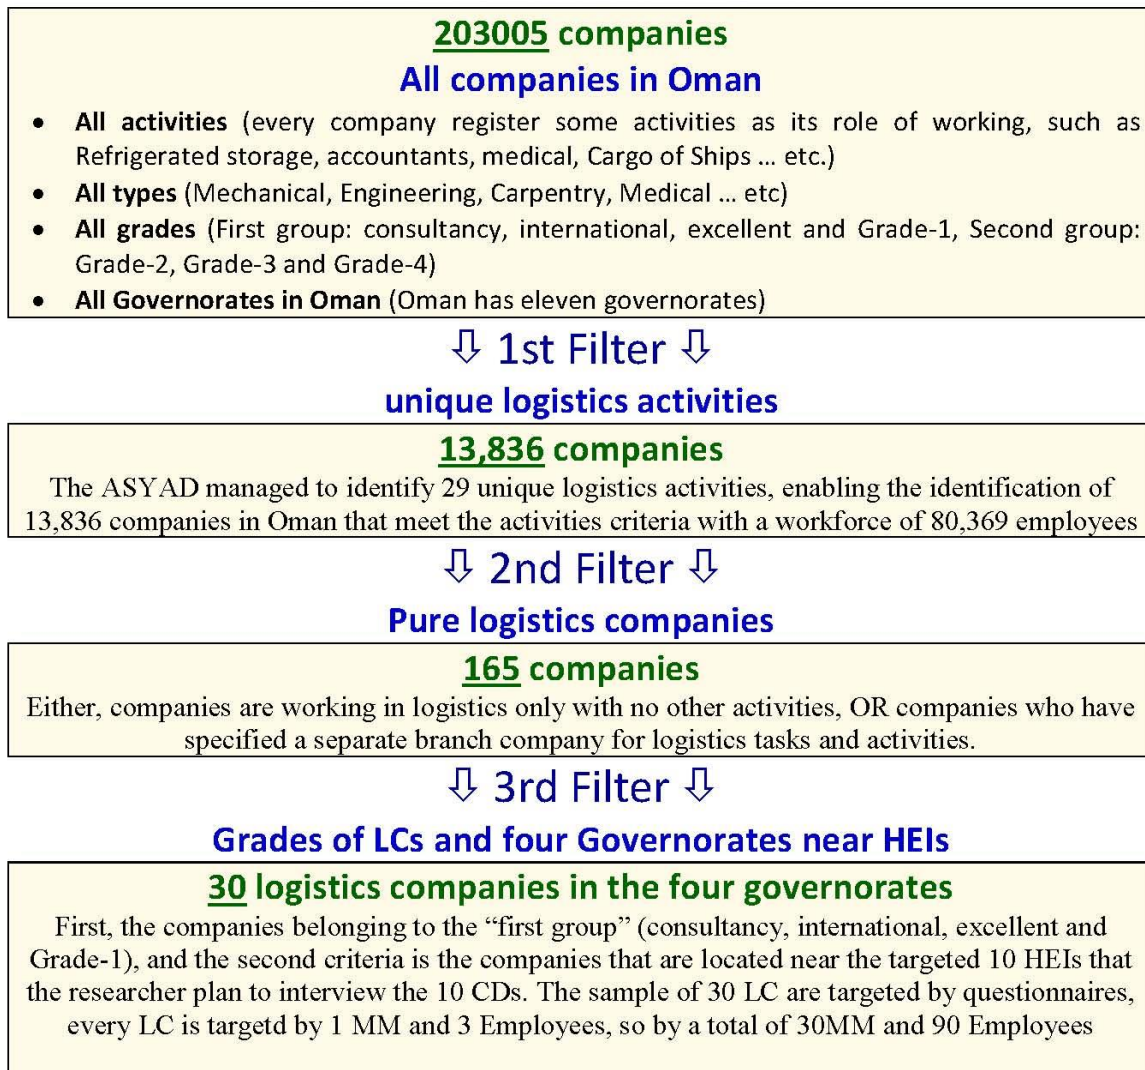 203005 companies
All companies in Oman
• All activities (every company register some activities as its role of working, such as
Refrigerated storage, accountants, medical, Cargo of Ships ... etc.)
• All types (Mechanical, Engineering, Carpentry, Medical ... etc)
• All grades (First group: consultancy, international, excellent and Grade-1, Second group:
Grade-2, Grade-3 and Grade-4)
• All Governorates in Oman (Oman has eleven governorates)
⇩ 1st Filter ⇩
unique logistics activities
13,836 companies
The ASYAD managed to identify 29 unique logistics activities, enabling the identification of
13,836 companies in Oman that meet the activities criteria with a workforce of 80,369 employees
⇩ 2nd Filter ⇩
Pure logistics companies
165 companies
Either, companies are working in logistics only with no other activities, OR companies who have
specified a separate branch company for logistics tasks and activities.
⇩ 3rd Filter ⇩
Grades of LCs and four Governorates near HEIs
30 logistics companies in the four governorates
First, the companies belonging to the “first group” (consultancy, international, excellent and
Grade-1), and the second criteria is the companies that are located near the targeted 10 HEIs that
the researcher plan to interview the 10 CDs. The sample of 30 LC are targeted by questionnaires,
every LC is targetd by 1 MM and 3 Employees, so by a total of 30MM and 90 Employees